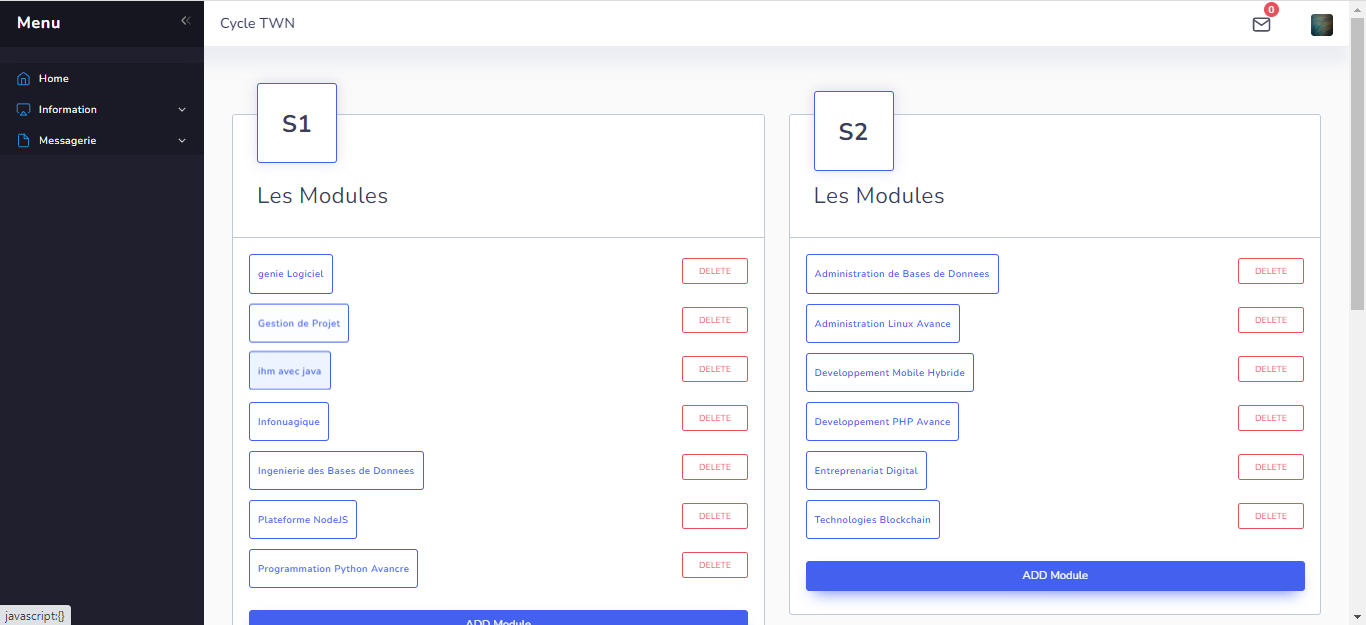 Menu
Cycle TWN
0
Home
Information
Messagerie
S1
Les Modules
genie Logiciel DELETE
Gestion de Projet DELETE
ihm avec java DELETE
Infonuagique DELETE
Ingenierie des Bases de Donnees DELETE
Plateforme NodeJS DELETE
Programmation Python Avancre DELETE
ADD Module
S2
Les Modules
Administration de Bases de Donnees DELETE
Administration Linux Avance DELETE
Developpement Mobile Hybride DELETE
Developpement PHP Avance DELETE
Entreprenariat Digital DELETE
Technologies Blockchain DELETE
ADD Module
javascript:{}